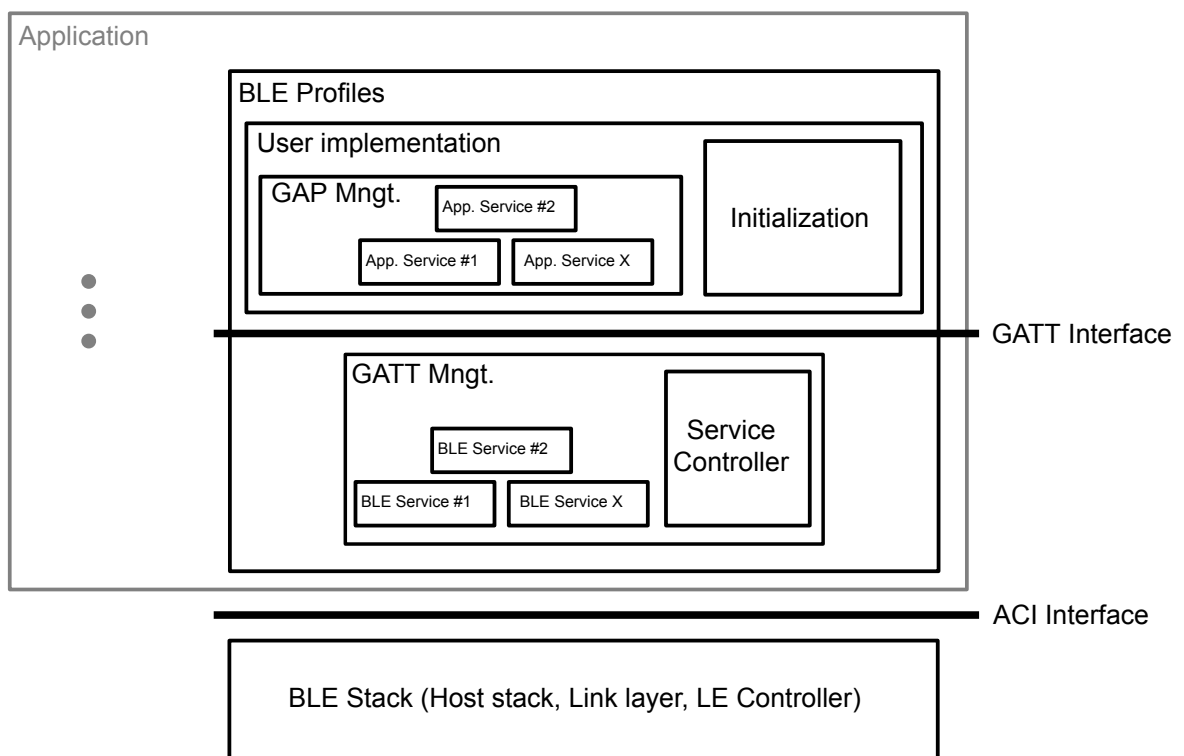 Application
BLE Profiles
User implementation
GAP Mngt.
App. Service #2
App. Service #1
App. Service X
Initialization
GATT Interface
GATT Mngt.
BLE Service #2
BLE Service #1
BLE Service X
Service
Controller
ACI Interface
BLE Stack (Host stack, Link layer, LE Controller)